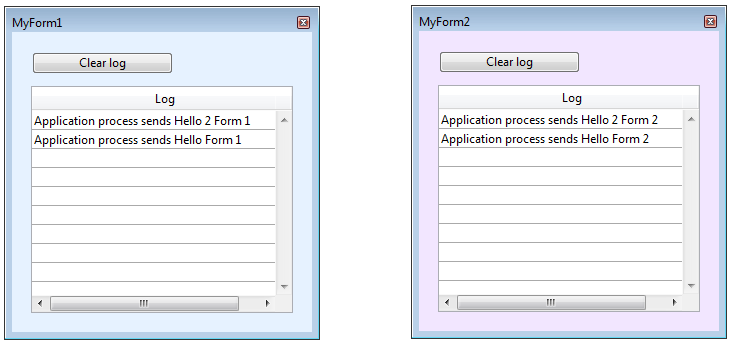 MyForm1
Clear log
Log
Application process sends Hello 2 Form 1
Application process sends Hello Form 1
MyForm2
Clear log
Log
Application process sends Hello 2 Form 2
Application process sends Hello Form 2